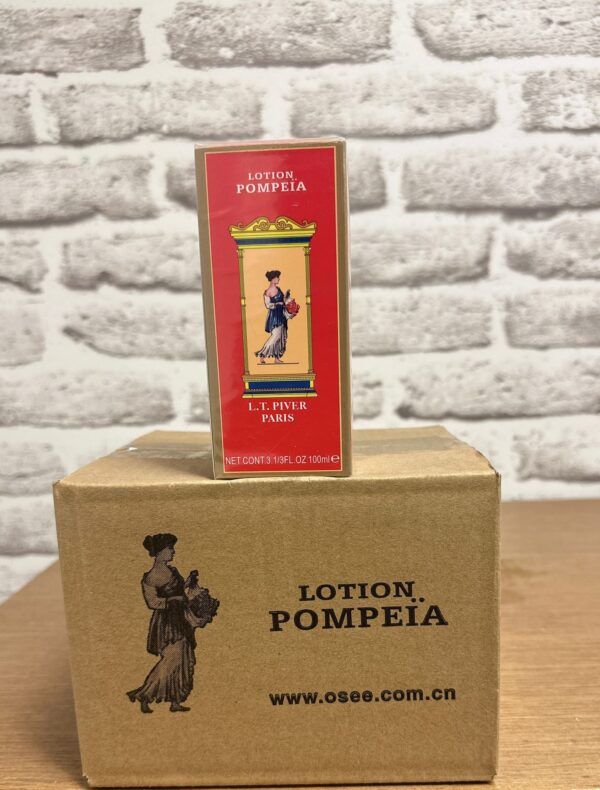 LOTION
POMPEÏA
L.T. PIVER
PARIS
NET CONT.3.1/3FL.OZ 100ml℮
LOTION
POMPEÏA
www.osee.com.cn